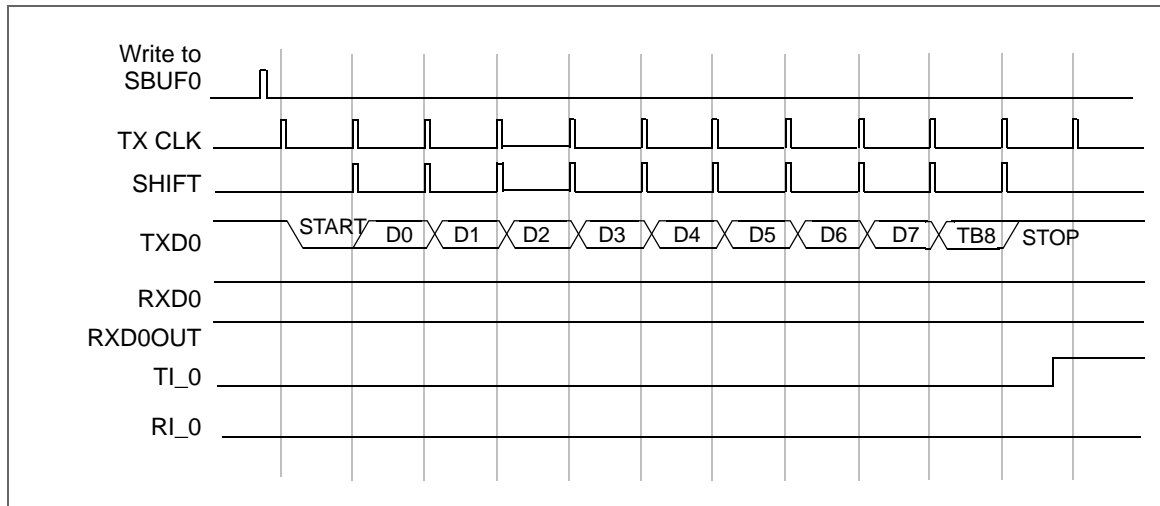 Write to
SBUF0
TX CLK
SHIFT
TXD0
START D0 D1 D2 D3 D4 D5 D6 D7 TB8 STOP
RXD0
RXD0OUT
TI_0
RI_0